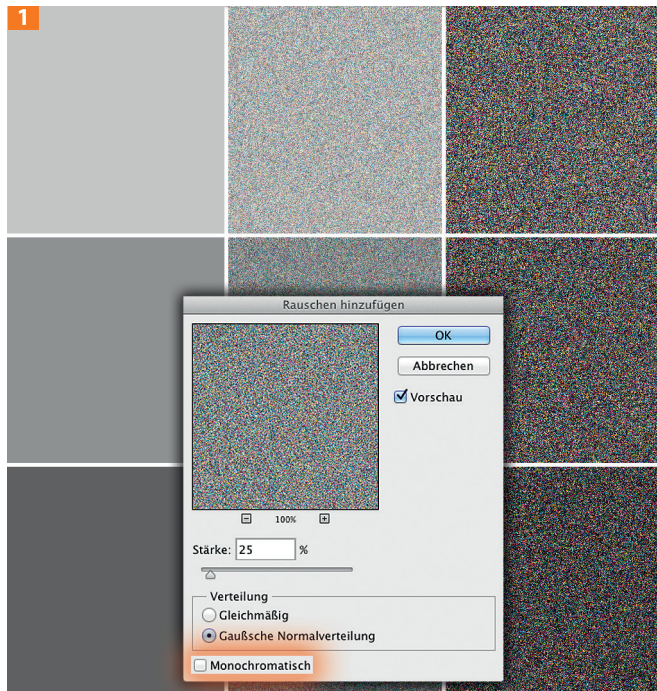 1
Rauschen hinzufügen
OK
Abbrechen
Vorschau
100%
Stärke: 25 %
Verteilung
Gleichmäßig
Gaußsche Normalverteilung
Monochromatisch